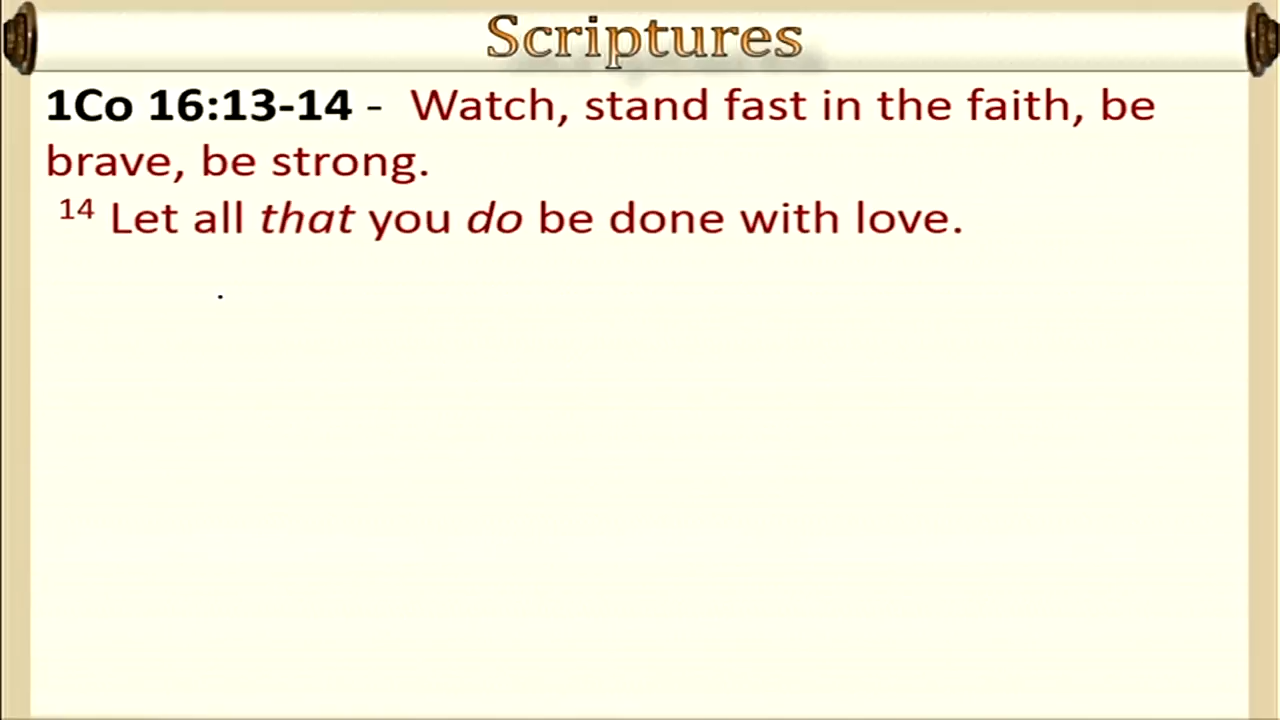 Scriptures
1Co 16:13-14 - Watch, stand fast in the faith, be
brave, be strong.
14 Let all that you do be done with love.
.